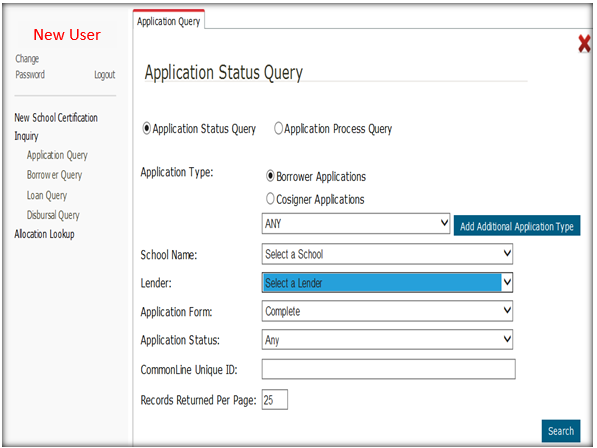 Application Query
New User
Change
Password Logout
New School Certification
Inquiry
Application Query
Borrower Query
Loan Query
Disbursal Query
Allocation Lookup
Application Status Query
Application Status Query Application Process Query
Application Type: Borrower Applications
Cosigner Applications
ANY Add Additional Application Type
School Name: Select a School
Lender: Select a Lender
Application Form: Complete
Application Status: Any
CommonLine Unique ID:
Records Returned Per Page: 25
Search